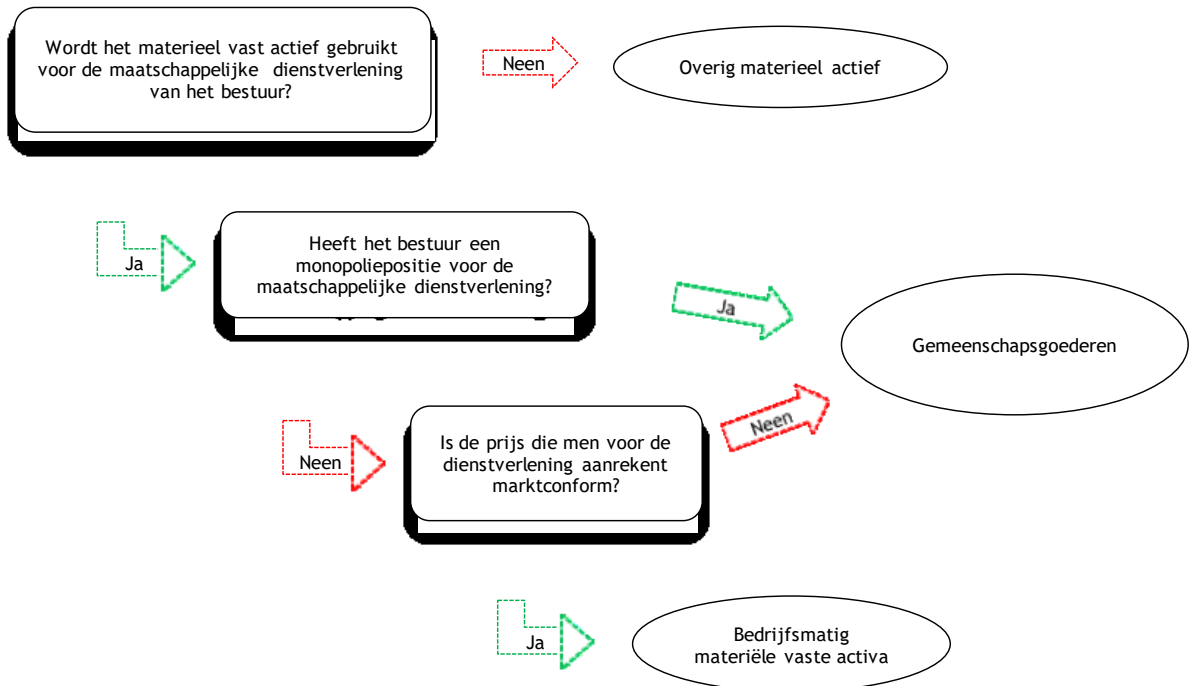 Wordt het materieel vast actief gebruikt
voor de maatschappelijke dienstverlening
van het bestuur?
Neen
Overig materieel actief
Ja
Heeft het bestuur een
monopoliepositie voor de
maatschappelijke dienstverlening?
Ja
Gemeenschapsgoederen
Neen
Is de prijs die men voor de
dienstverlening aanrekent
marktconform?
Neen
Ja
Bedrijfsmatig
materiële vaste activa